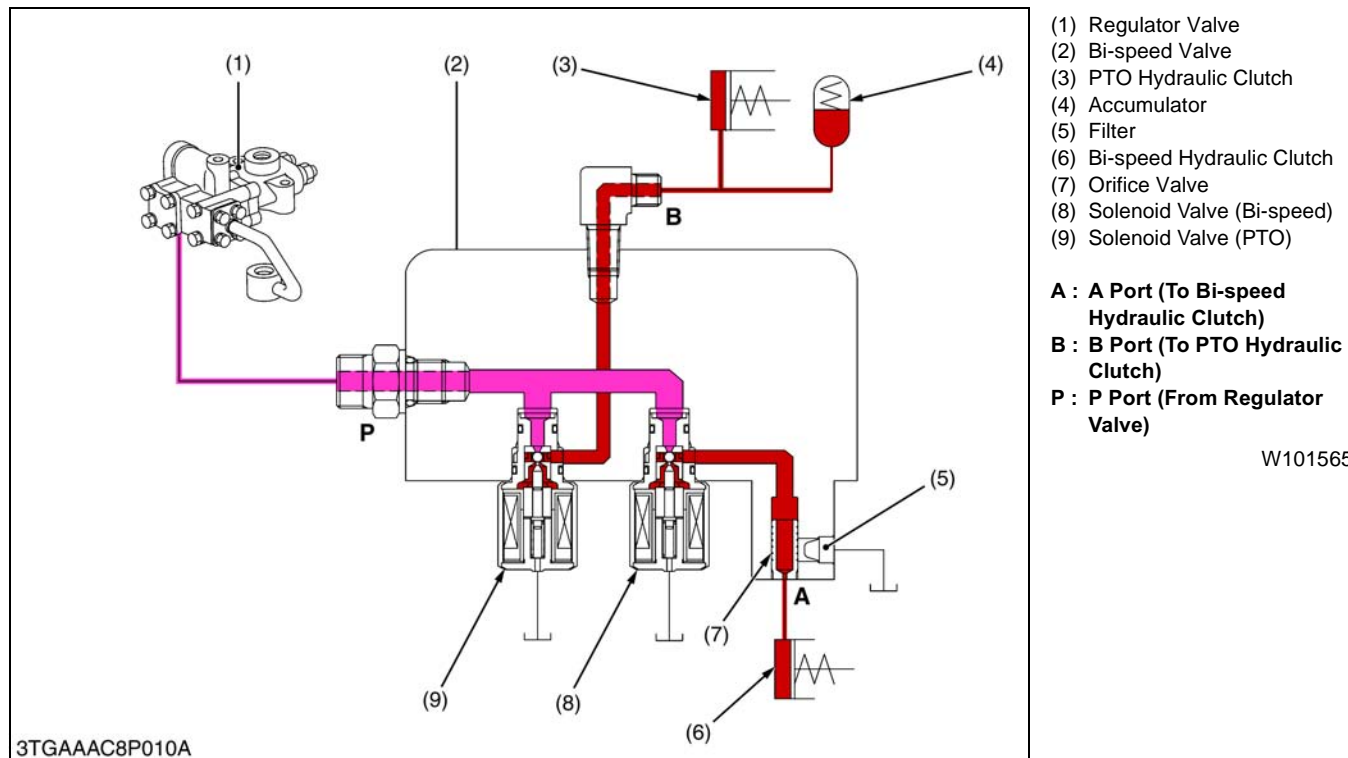 (1)
(2)
(3)
(4)
B
P
(5)
A
(7)
(9)
(8)
(6)
3TGAAAC8P010A
(1) Regulator Valve
(2) Bi-speed Valve
(3) PTO Hydraulic Clutch
(4) Accumulator
(5) Filter
(6) Bi-speed Hydraulic Clutch
(7) Orifice Valve
(8) Solenoid Valve (Bi-speed)
(9) Solenoid Valve (PTO)
A : A Port (To Bi-speed
Hydraulic Clutch)
B : B Port (To PTO Hydraulic
Clutch)
P : P Port (From Regulator
Valve)
W101565